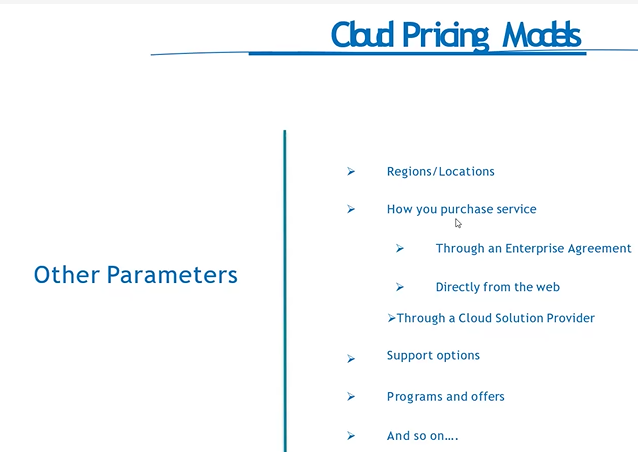 Cloud Pricing Models
Other Parameters
Regions/Locations
How you purchase service
Through an Enterprise Agreement
Directly from the web
Through a Cloud Solution Provider
Support options
Programs and offers
And so on....